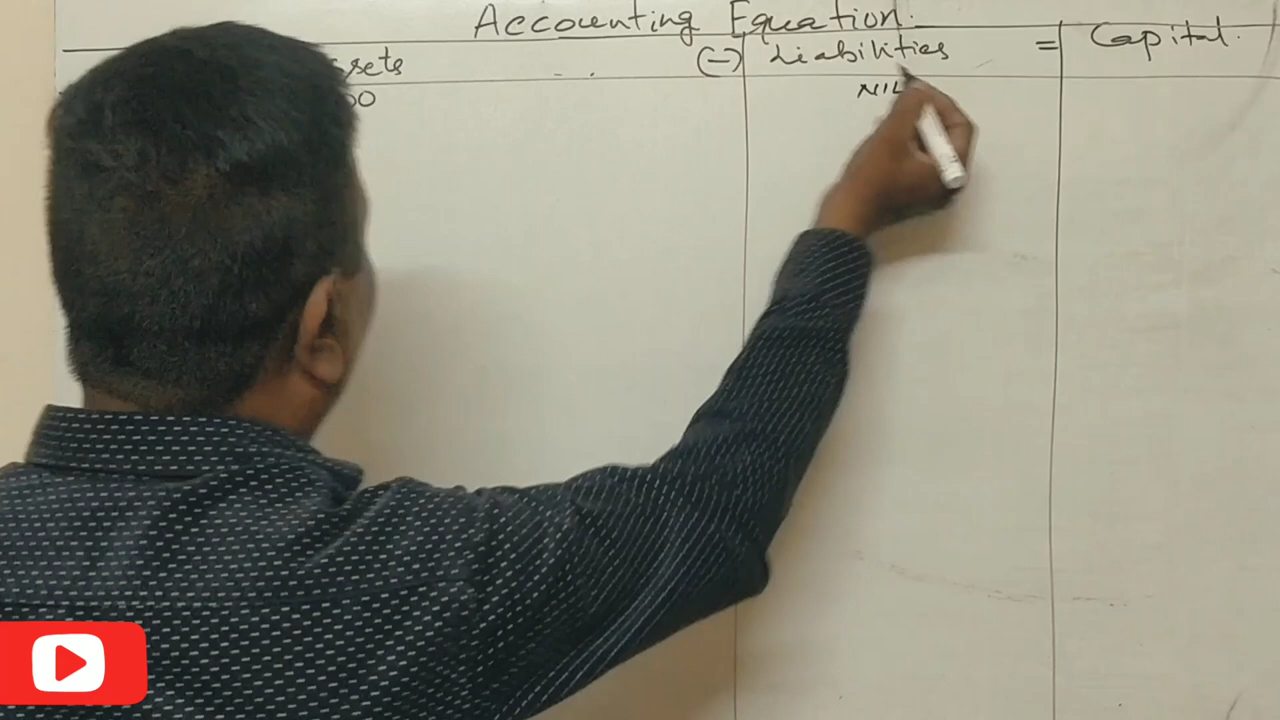 Accounting Equation.
(-) Liabilities = Capital.
NIL